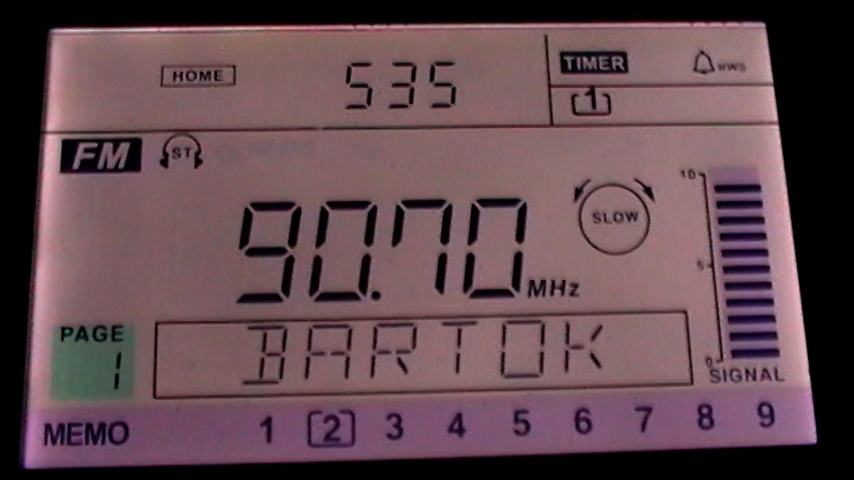 HOME 535 TIMER HWS
1
FM ST
90.70 MHz
SLOW
10
5
0
SIGNAL
PAGE 1
BARTOK
MEMO 1 2 3 4 5 6 7 8 9